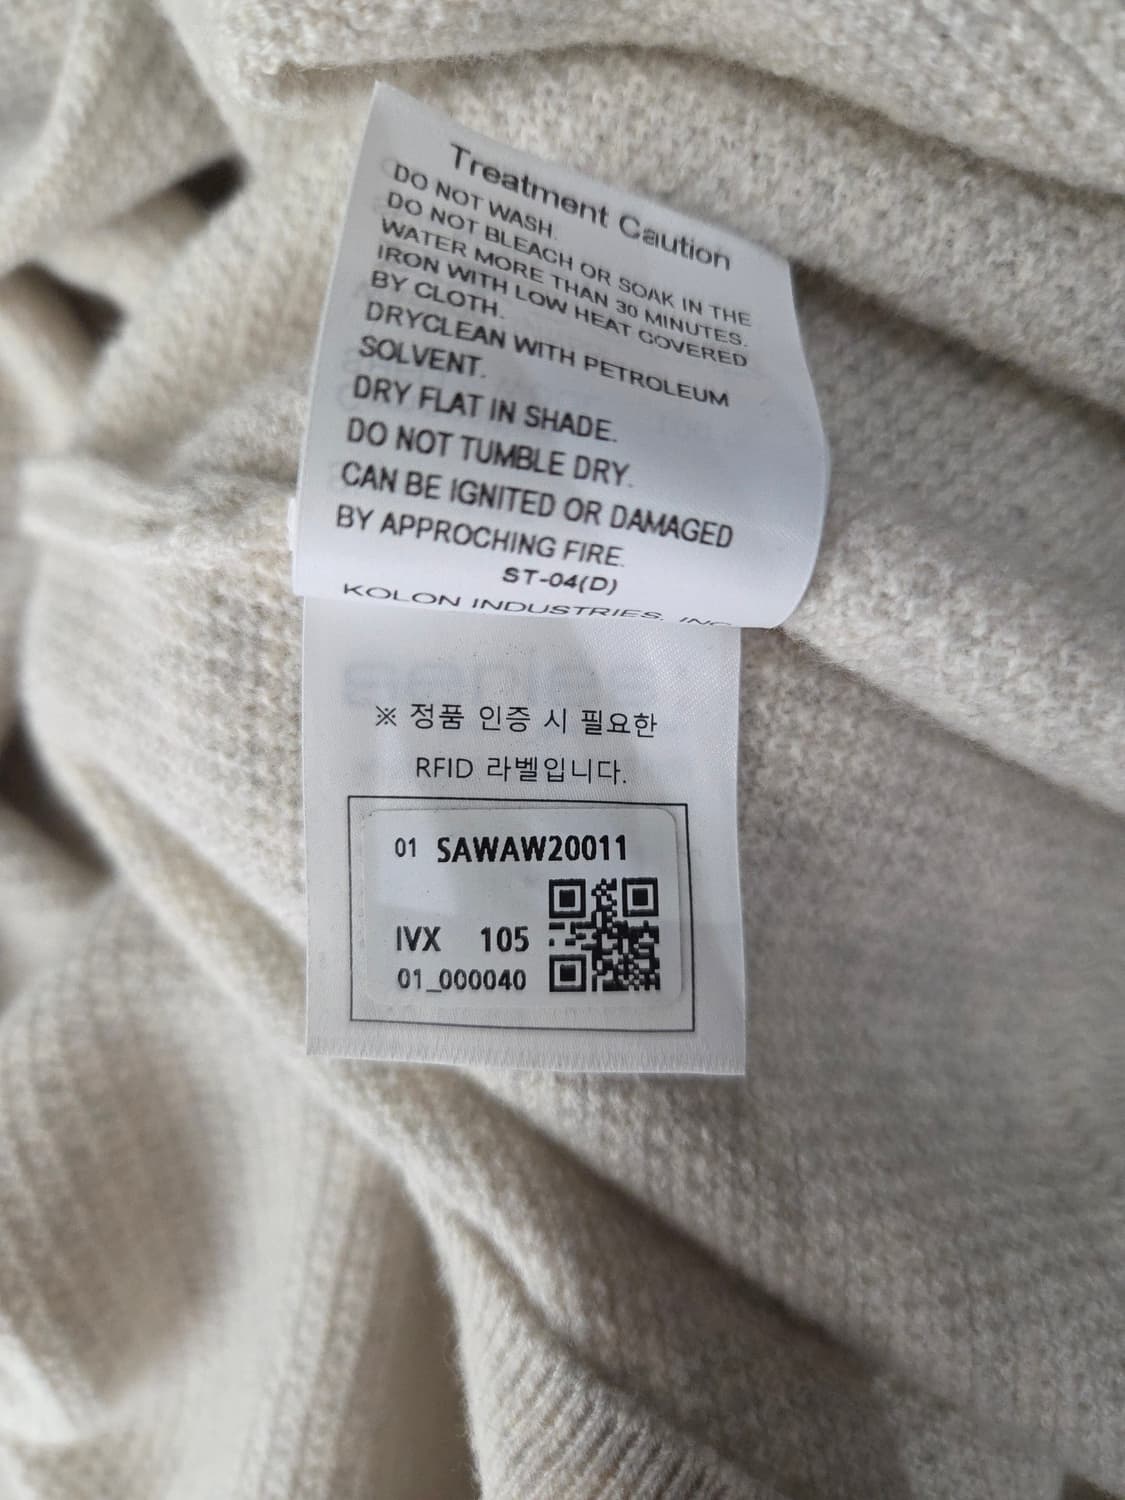 Treatment Caution
DO NOT WASH.
DO NOT BLEACH OR SOAK IN THE
WATER MORE THAN 30 MINUTES.
IRON WITH LOW HEAT COVERED
BY CLOTH.
DRYCLEAN WITH PETROLEUM
SOLVENT.
DRY FLAT IN SHADE.
DO NOT TUMBLE DRY.
CAN BE IGNITED OR DAMAGED
BY APPROCHING FIRE.
ST-04(D)
KOLON INDUSTRIES, INC
※ 정품 인증 시 필요한
RFID 라벨입니다.
01 SAWAW20011
IVX 105
01_000040